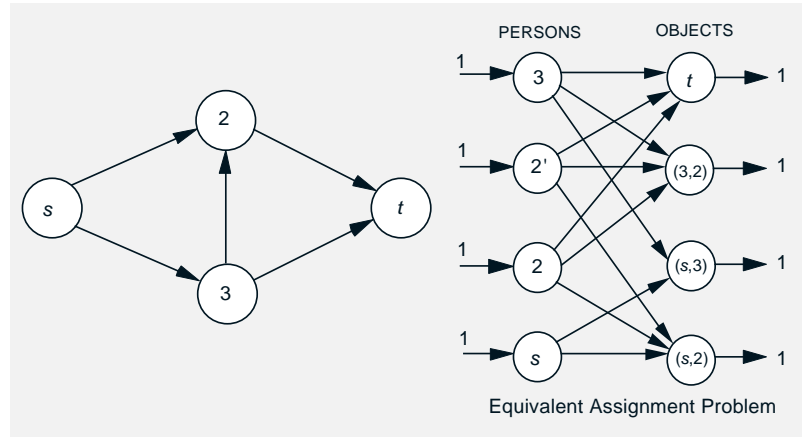 s
2
3
t
PERSONS OBJECTS
1 3 t 1
1 2' (3,2) 1
1 2 (s,3) 1
1 s (s,2) 1
Equivalent Assignment Problem